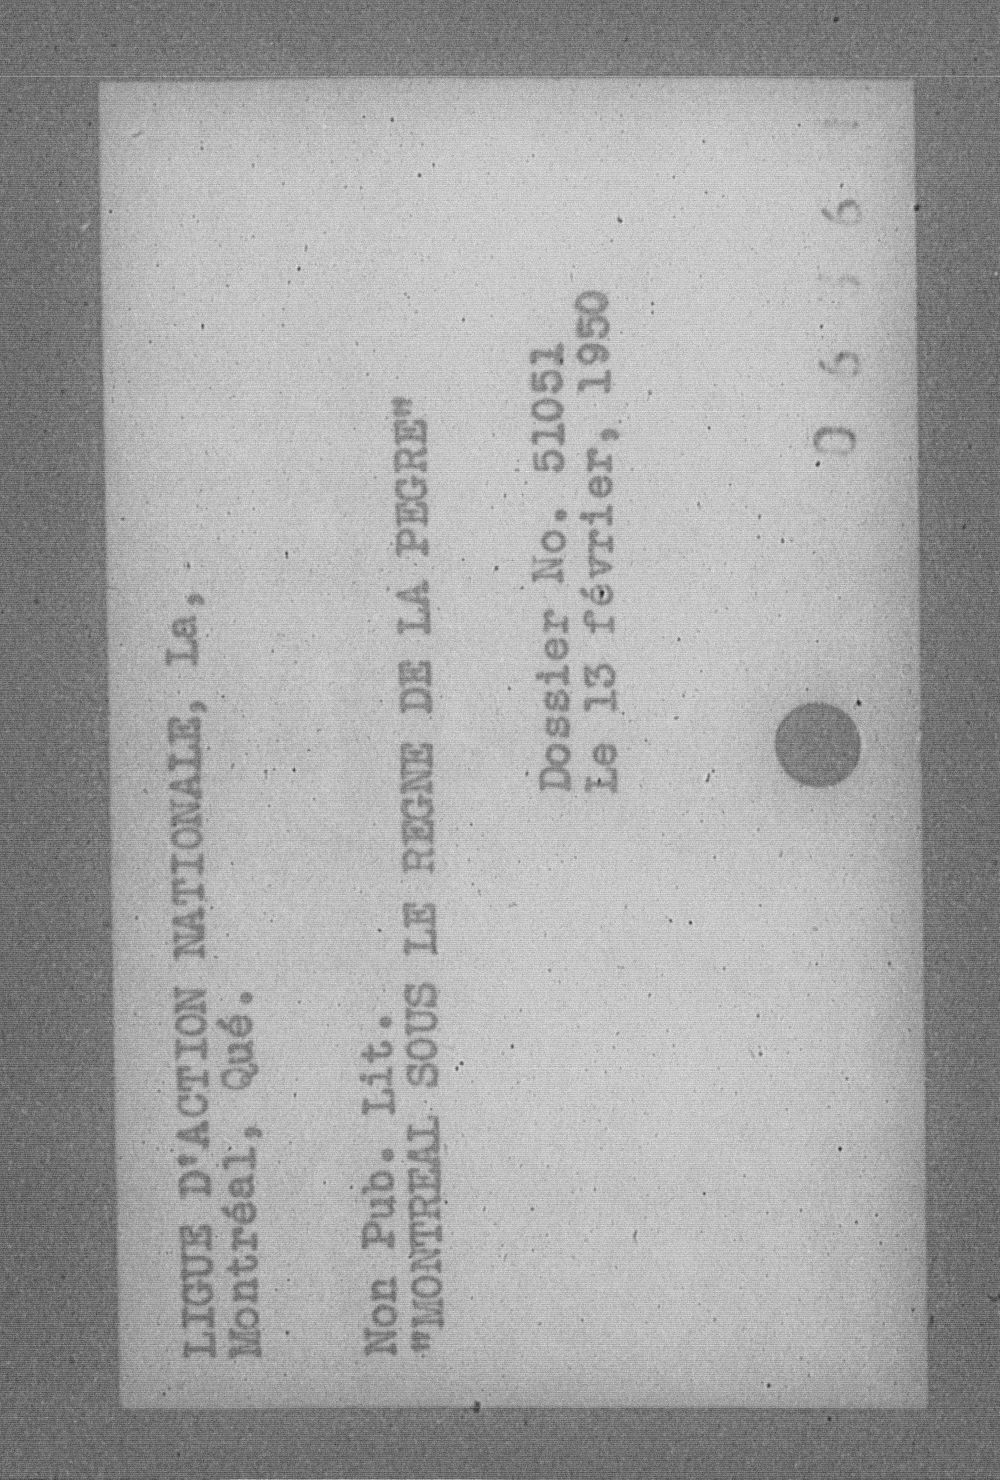 LIGUE D'ACTION NATIONALE, La,
Montréal, Qué.
Non Pub. Lit.
"MONTREAL SOUS LE REGNE DE LA PEGRE"
Dossier No. 51051
Le 13 février, 1950